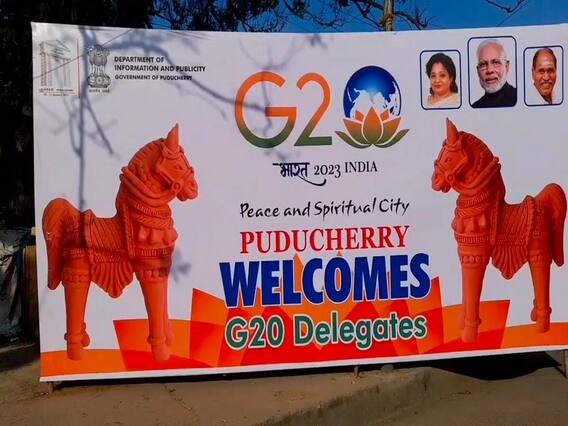 DEPARTMENT OF
INFORMATION AND PUBLICITY
GOVERNMENT OF PUDUCHERRY
G20
भारत 2023 INDIA
Peace and Spiritual City
PUDUCHERRY
WELCOMES
G20 Delegates